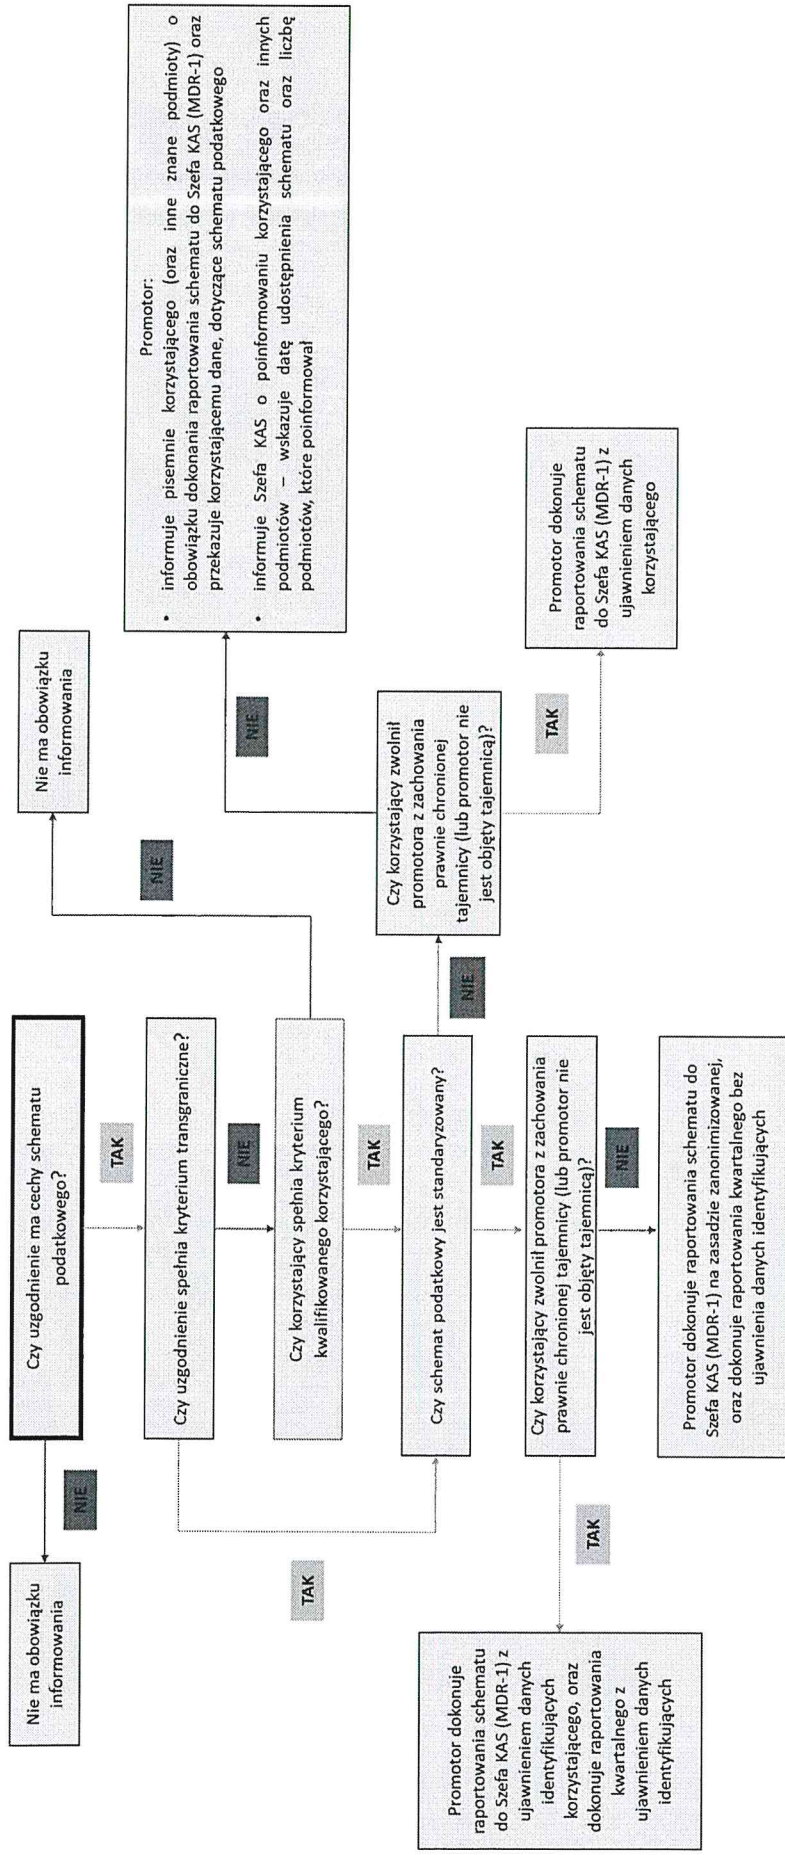 Czy uzgodnienie ma cechy schematu
podatkowego?
NIE
Nie ma obowiązku
informowania
TAK
Czy uzgodnienie spełnia kryterium transgraniczne?
TAK
NIE
Czy korzystający spełnia kryterium
kwalifikowanego korzystającego?
NIE
Nie ma obowiązku
informowania
TAK
Czy schemat podatkowy jest standaryzowany?
NIE
Czy korzystający zwolnił
promotora z zachowania
prawnie chronionej
tajemnicy (lub promotor nie
jest objęty tajemnicą)?
NIE
Promotor:
• informuje pisemnie korzystającego (oraz inne znane podmioty) o
obowiązku dokonania raportowania schematu do Szefa KAS (MDR-1) oraz
przekazuje korzystającemu dane, dotyczące schematu podatkowego
• informuje Szefa KAS o poinformowaniu korzystającego oraz innych
podmiotów – wskazuje datę udostępnienia schematu oraz liczbę
podmiotów, które poinformował
TAK
Promotor dokonuje
raportowania schematu
do Szefa KAS (MDR-1) z
ujawnieniem danych
korzystającego
TAK
Czy korzystający zwolnił promotora z zachowania
prawnie chronionej tajemnicy (lub promotor nie
jest objęty tajemnicą)?
TAK
Promotor dokonuje
raportowania schematu
do Szefa KAS (MDR-1) z
ujawnieniem danych
identyfikujących
korzystającego, oraz
dokonuje raportowania
kwartalnego z
ujawnieniem danych
identyfikujących
NIE
Promotor dokonuje raportowania schematu do
Szefa KAS (MDR-1) na zasadzie zanonimizowanej,
oraz dokonuje raportowania kwartalnego bez
ujawnienia danych identyfikujących